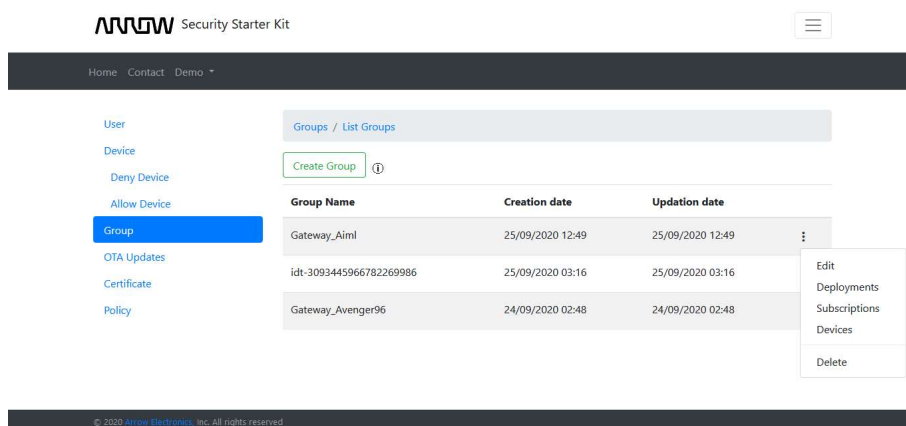 ARROW Security Starter Kit
Home Contact Demo
User
Device
Deny Device
Allow Device
Group
OTA Updates
Certificate
Policy
Groups / List Groups
Create Group
Group Name Creation date Updation date
Gateway_Aiml 25/09/2020 12:49 25/09/2020 12:49
idt-3093445966782269986 25/09/2020 03:16 25/09/2020 03:16
Gateway_Avenger96 24/09/2020 02:48 24/09/2020 02:48
Edit
Deployments
Subscriptions
Devices
Delete
© 2020 Arrow Electronics, Inc. All rights reserved